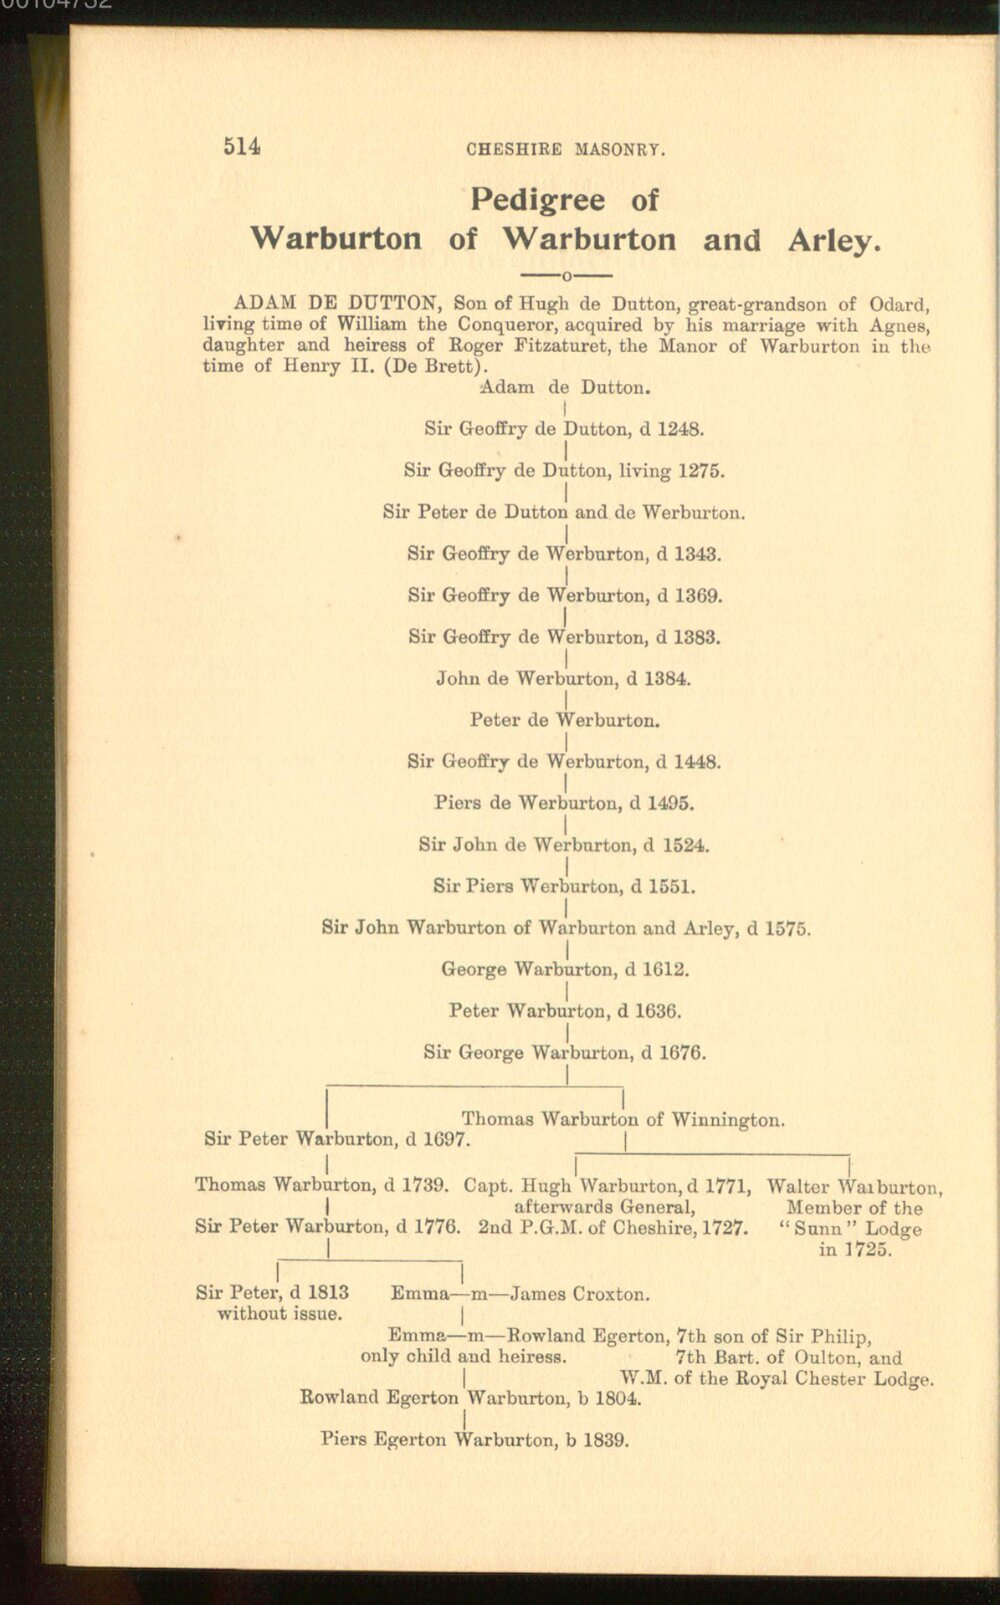 514
CHESHIRE MASONRY.
Pedigree of
Warburton of Warburton and Arley.
—o—
ADAM DE DUTTON, Son of Hugh de Dutton, great-grandson of Odard,
living time of William the Conqueror, acquired by his marriage with Agnes,
daughter and heiress of Roger Fitzaturet, the Manor of Warburton in the
time of Henry II. (De Brett).
Adam de Dutton.
Sir Geoffry de Dutton, d 1248.
Sir Geoffry de Dutton, living 1275.
Sir Peter de Dutton and de Werburton.
Sir Geoffry de Werburton, d 1343.
Sir Geoffry de Werburton, d 1369.
Sir Geoffry de Werburton, d 1383.
John de Werburton, d 1384.
Peter de Werburton.
Sir Geoffry de Werburton, d 1448.
Piers de Werburton, d 1495.
Sir John de Werburton, d 1524.
Sir Piers Werburton, d 1551.
Sir John Warburton of Warburton and Arley, d 1575.
George Warburton, d 1612.
Peter Warburton, d 1636.
Sir George Warburton, d 1676.
Thomas Warburton of Winnington.
Sir Peter Warburton, d 1697.
Thomas Warburton, d 1739. Capt. Hugh Warburton, d 1771, Walter Warburton,
afterwards General, Member of the
Sir Peter Warburton, d 1776. 2nd P.G.M. of Cheshire, 1727. "Sunn" Lodge
in 1725.
Sir Peter, d 1813 Emma—m—James Croxton.
without issue.
Emma—m—Rowland Egerton, 7th son of Sir Philip,
only child and heiress. 7th Bart. of Oulton, and
W.M. of the Royal Chester Lodge.
Rowland Egerton Warburton, b 1804.
Piers Egerton Warburton, b 1839.